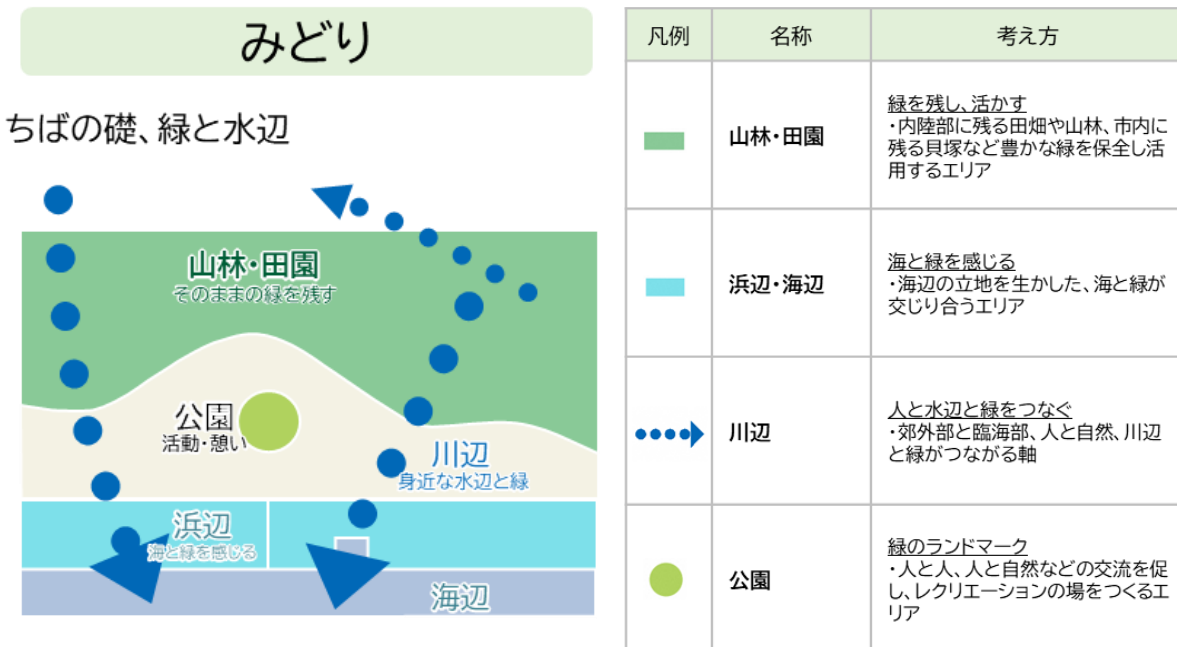 みどり
ちばの礎、緑と水辺
山林・田園
そのままの緑を残す
公園
活動・憩い
川辺
身近な水辺と緑
浜辺
海と緑を感じる
海辺
凡例 名称 考え方
山林・田園
緑を残し、活かす
・内陸部に残る田畑や山林、市内に
残る貝塚など豊かな緑を保全し活
用するエリア
浜辺・海辺
海と緑を感じる
・海辺の立地を生かした、海と緑が
交じり合うエリア
川辺
人と水辺と緑をつなぐ
・郊外部と臨海部、人と自然、川辺
と緑がつながる軸
公園
緑のランドマーク
・人と人、人と自然などの交流を促
し、レクリエーションの場をつくるエ
リア